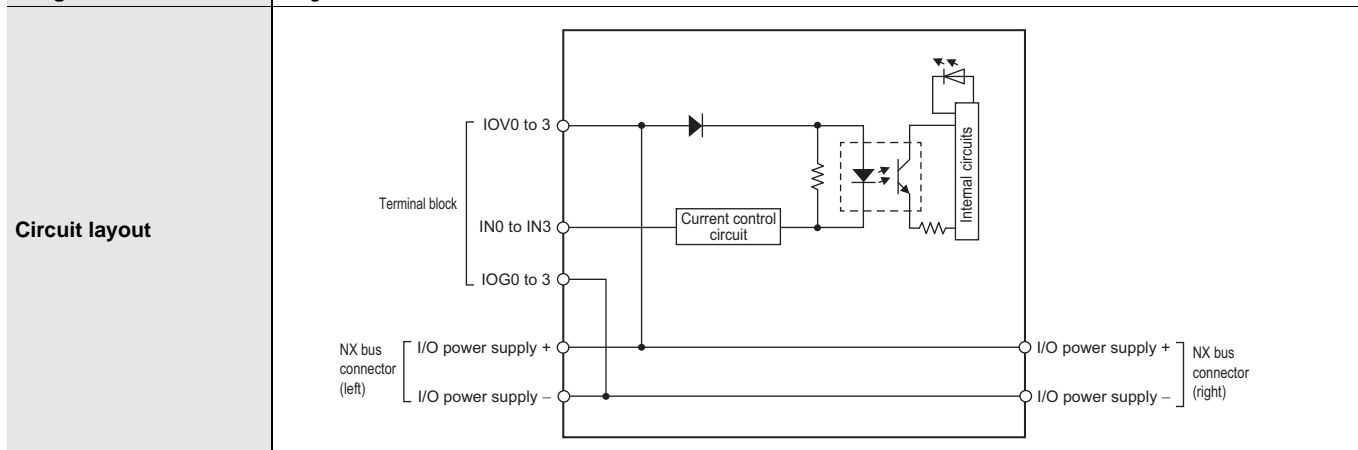 Circuit layout
IOV0 to 3
Terminal block
IN0 to IN3
Current control
circuit
Internal circuits
IOG0 to 3
NX bus
connector
(left)
I/O power supply +
I/O power supply –
I/O power supply +
I/O power supply –
NX bus
connector
(right)